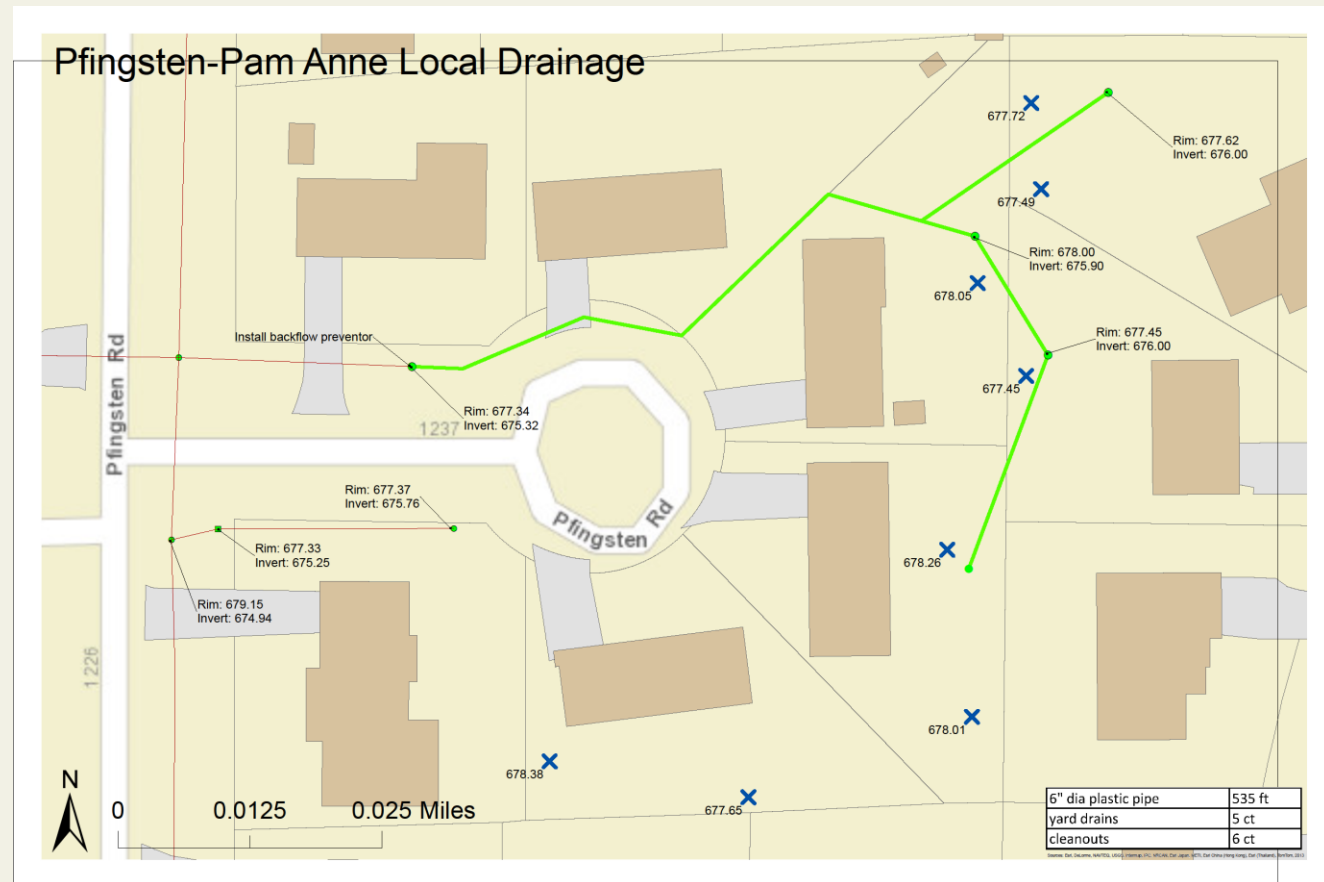 Pfingsten-Pam Anne Local Drainage
677.72
Rim: 677.62
Invert: 676.00
677.49
Rim: 678.00
Invert: 675.90
678.05
Install backflow preventor
Rim: 677.45
Invert: 676.00
677.45
Pfingsten Rd
Rim: 677.34
Invert: 675.32
1237
Rim: 677.37
Invert: 675.76
Pfingsten Rd
Rim: 677.33
Invert: 675.25
678.26
Rim: 679.15
Invert: 674.94
1226
678.01
678.38
677.65
N
0 0.0125 0.025 Miles
6" dia plastic pipe 535 ft
yard drains 5 ct
cleanouts 6 ct